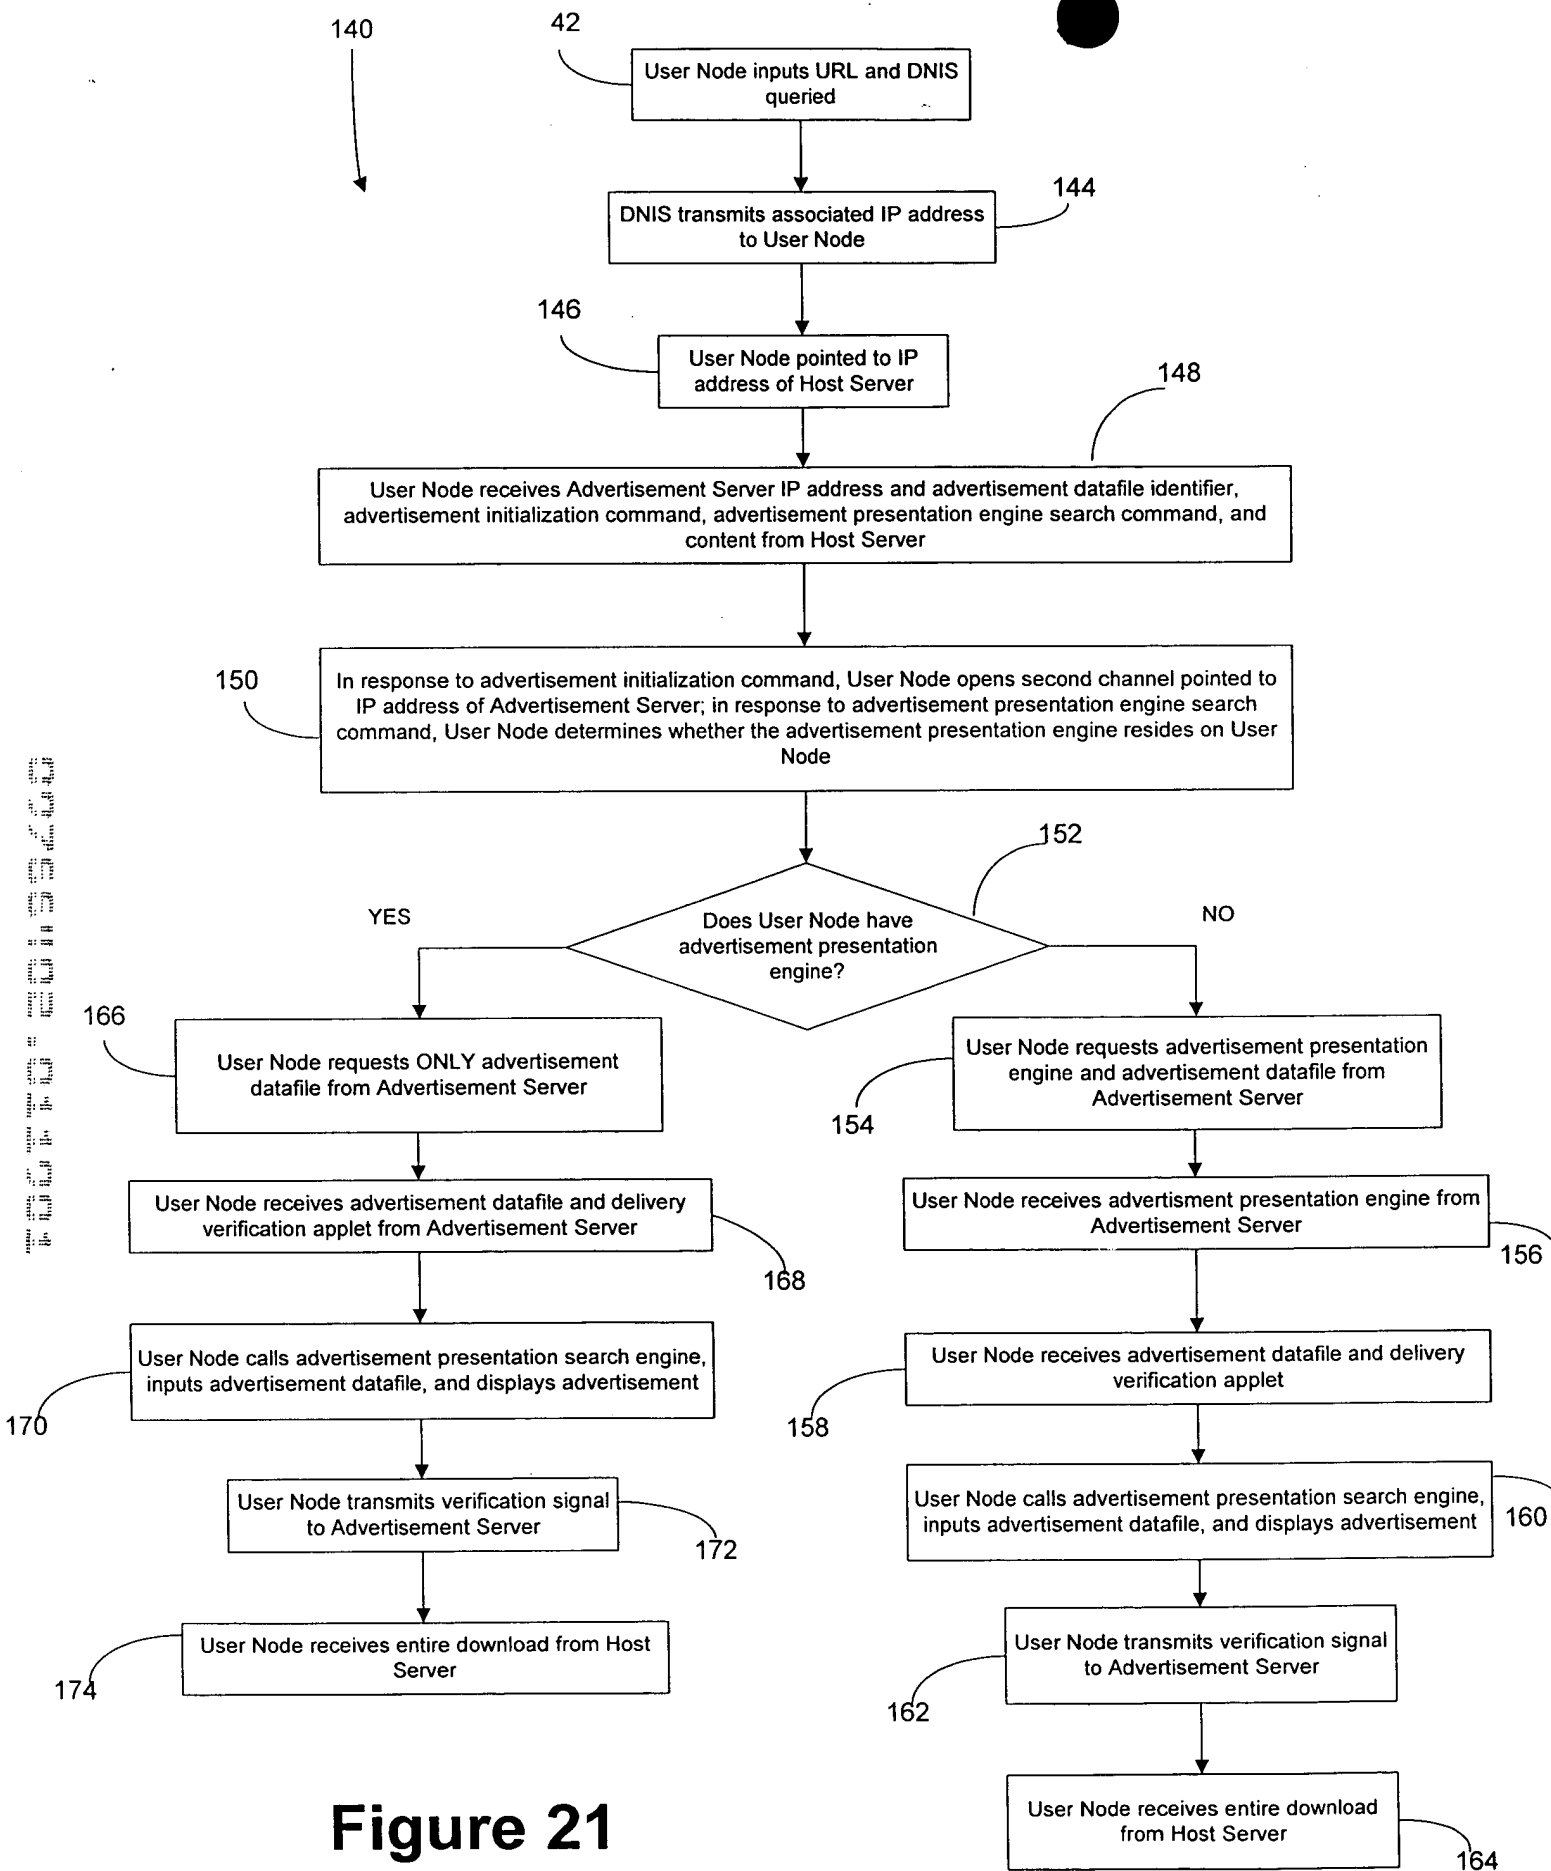 140
42
User Node inputs URL and DNIS
queried
144
DNIS transmits associated IP address
to User Node
146
User Node pointed to IP
address of Host Server
148
User Node receives Advertisement Server IP address and advertisement datafile identifier,
advertisement initialization command, advertisement presentation engine search command, and
content from Host Server
150
In response to advertisement initialization command, User Node opens second channel pointed to
IP address of Advertisement Server; in response to advertisement presentation engine search
command, User Node determines whether the advertisement presentation engine resides on User
Node
152
YES
Does User Node have
advertisement presentation
engine?
NO
166
User Node requests ONLY advertisement
datafile from Advertisement Server
User Node receives advertisement datafile and delivery
verification applet from Advertisement Server
168
User Node calls advertisement presentation search engine,
inputs advertisement datafile, and displays advertisement
170
User Node transmits verification signal
to Advertisement Server
172
User Node receives entire download from Host
Server
174
User Node requests advertisement presentation
engine and advertisement datafile from
Advertisement Server
154
User Node receives advertisment presentation engine from
Advertisement Server
156
User Node receives advertisement datafile and delivery
verification applet
158
User Node calls advertisement presentation search engine,
inputs advertisement datafile, and displays advertisement
160
User Node transmits verification signal
to Advertisement Server
162
User Node receives entire download
from Host Server
164
Figure 21